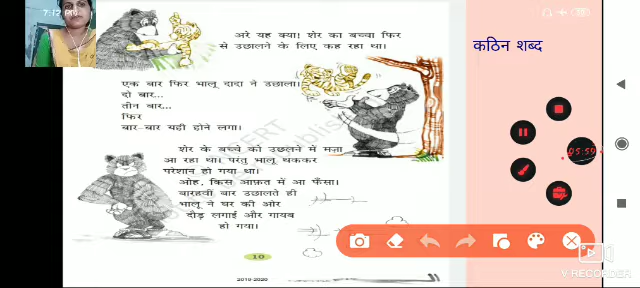 7:12 PM
अरे यह क्या! शेर का बच्चा फिर
से उछालने के लिए कह रहा था।
कठिन शब्द
एक बार फिर भालू दादा ने उछाला।
दो बार...
तीन बार...
फिर
बार-बार यही होने लगा।
शेर के बच्चे को उछलने में मज़ा
आ रहा था। परंतु भालू थककर
परेशान हो गया था।
ओह, किस आफ़त में आ फँसा।
बारहवीं बार उछालते ही
भालू ने घर की ओर
दौड़ लगाई और गायब
हो गया।
05:59
10
2019-2020
V RECORDER